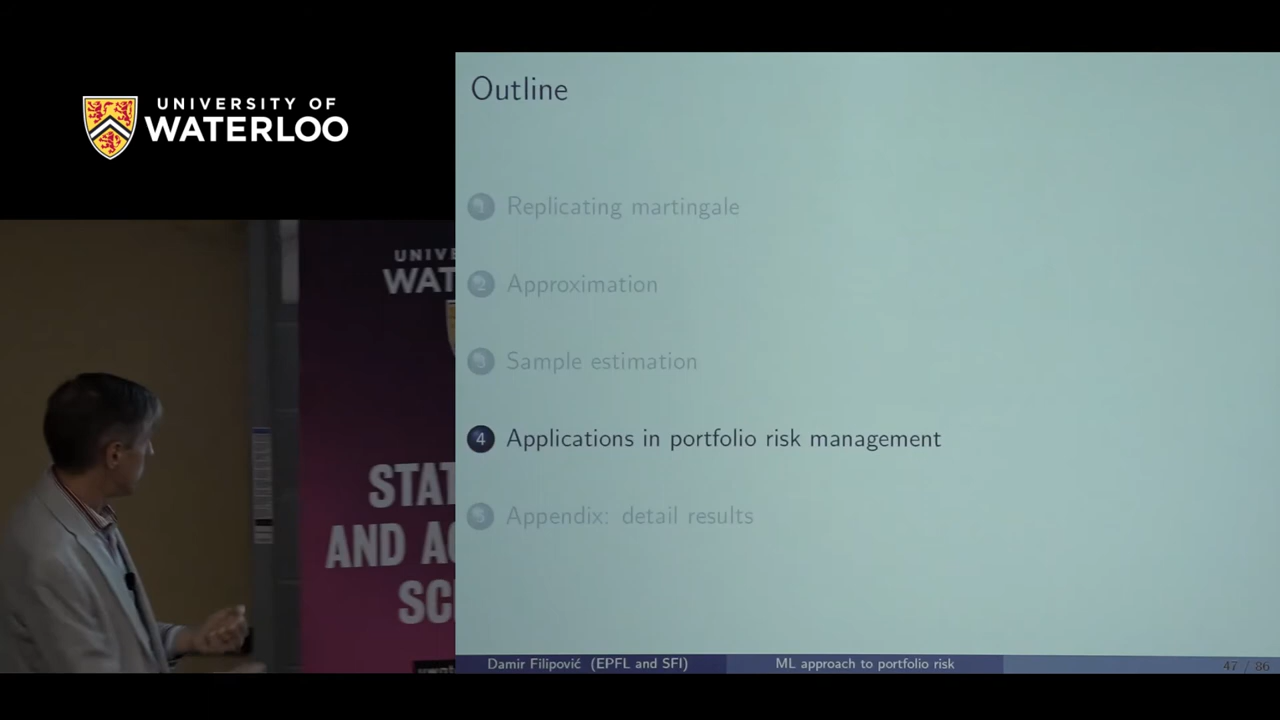 UNIVERSITY OF
WATERLOO
Outline
1 Replicating martingale
2 Approximation
3 Sample estimation
4 Applications in portfolio risk management
5 Appendix: detail results
Damir Filipović (EPFL and SFI)
ML approach to portfolio risk
47 / 86
UNIVE
WAT
STAT
AND AC
SC